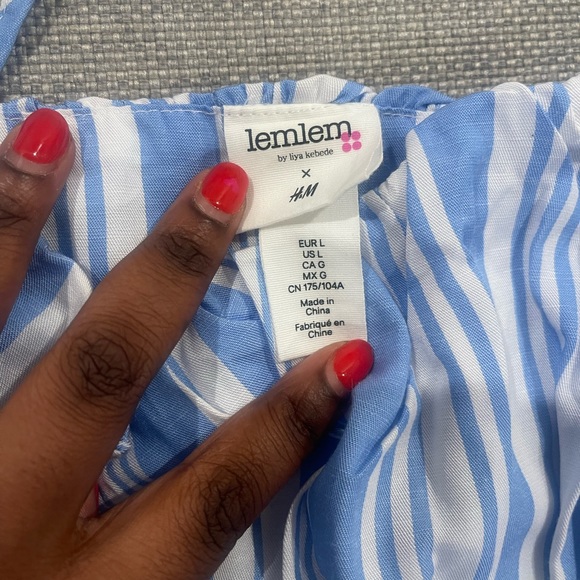 lemlem
by liya kebede
×
H&M
EUR L
US L
CA G
MX G
CN 175/104A
Made in
China
Fabriqué en
Chine